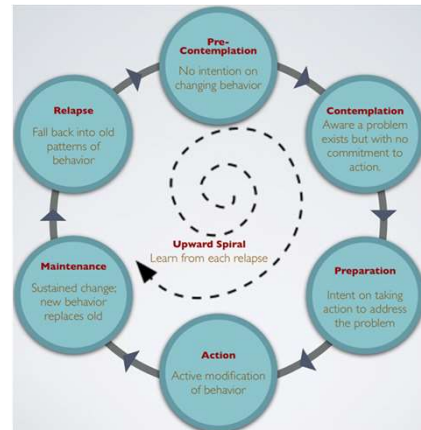 Pre-
Contemplation
No intention on
changing behavior
Contemplation
Aware a problem
exists but with no
commitment to
action.
Preparation
Intent on taking
action to address
the problem
Action
Active modification
of behavior
Maintenance
Sustained change;
new behavior
replaces old
Relapse
Fall back into old
patterns of
behavior
Upward Spiral
Learn from each relapse